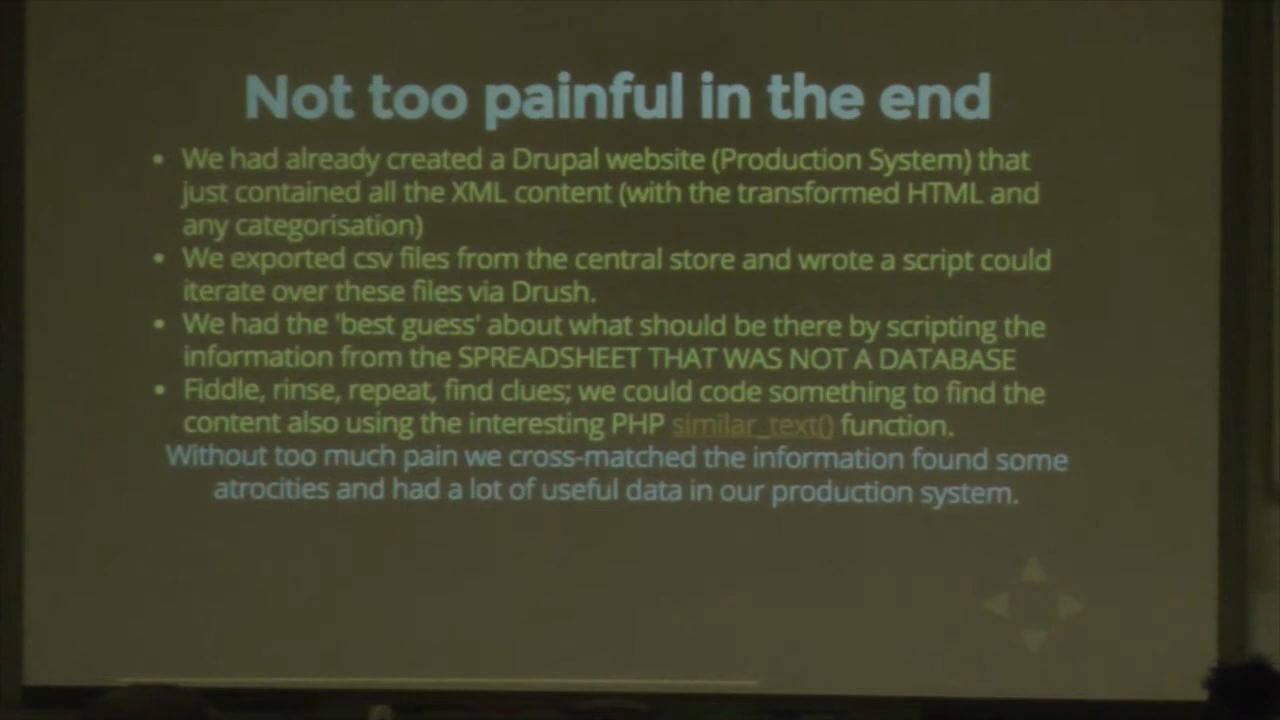 Not too painful in the end
• We had already created a Drupal website (Production System) that
just contained all the XML content (with the transformed HTML and
any categorisation)
• We exported csv files from the central store and wrote a script could
iterate over these files via Drush.
• We had the 'best guess' about what should be there by scripting the
information from the SPREADSHEET THAT WAS NOT A DATABASE
• Fiddle, rinse, repeat, find clues; we could code something to find the
content also using the interesting PHP similar_text() function.
Without too much pain we cross-matched the information found some
atrocities and had a lot of useful data in our production system.